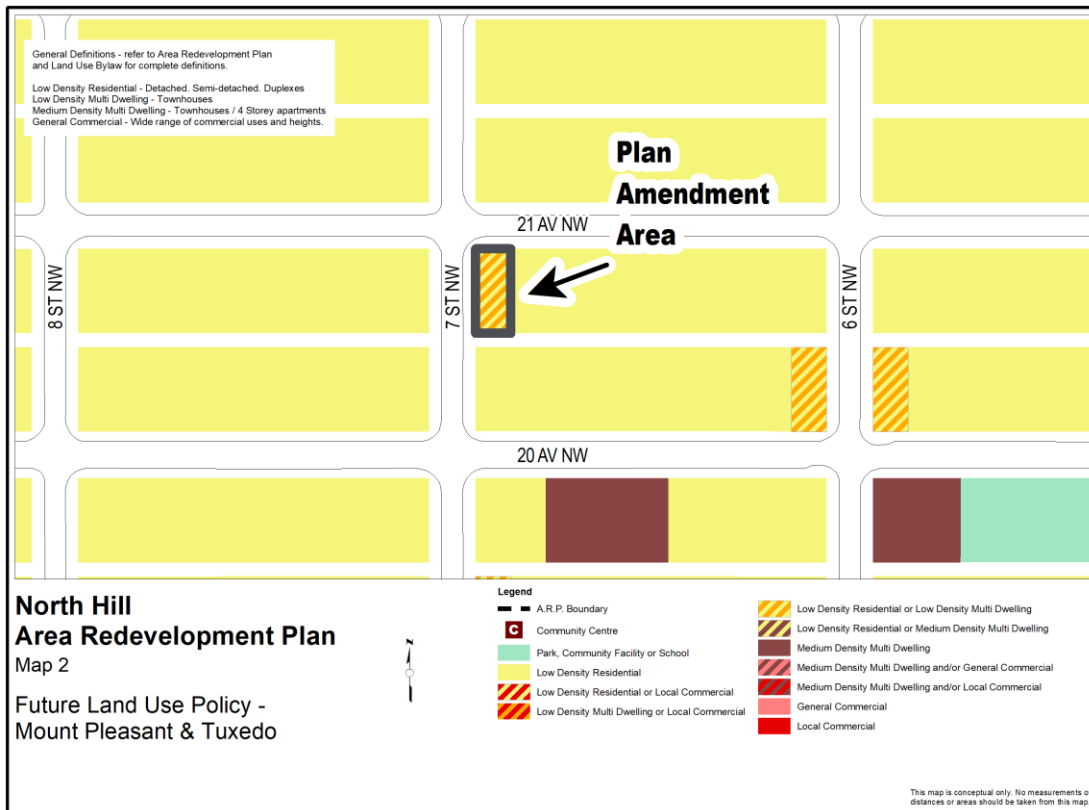 General Definitions - refer to Area Redevelopment Plan
and Land Use Bylaw for complete definitions.
Low Density Residential - Detached. Semi-detached. Duplexes
Low Density Multi Dwelling - Townhouses
Medium Density Multi Dwelling - Townhouses / 4 Storey apartments
General Commercial - Wide range of commercial uses and heights.
Plan
Amendment
Area
21 AV NW
8 ST NW
7 ST NW
6 ST NW
20 AV NW
North Hill
Area Redevelopment Plan
Map 2
Future Land Use Policy -
Mount Pleasant & Tuxedo
N
Legend
A.R.P. Boundary
C
Community Centre
Park, Community Facility or School
Low Density Residential
Low Density Residential or Local Commercial
Low Density Multi Dwelling or Local Commercial
Low Density Residential or Low Density Multi Dwelling
Low Density Residential or Medium Density Multi Dwelling
Medium Density Multi Dwelling
Medium Density Multi Dwelling and/or General Commercial
Medium Density Multi Dwelling and/or Local Commercial
General Commercial
Local Commercial
This map is conceptual only. No measurements o
distances or areas should be taken from this map